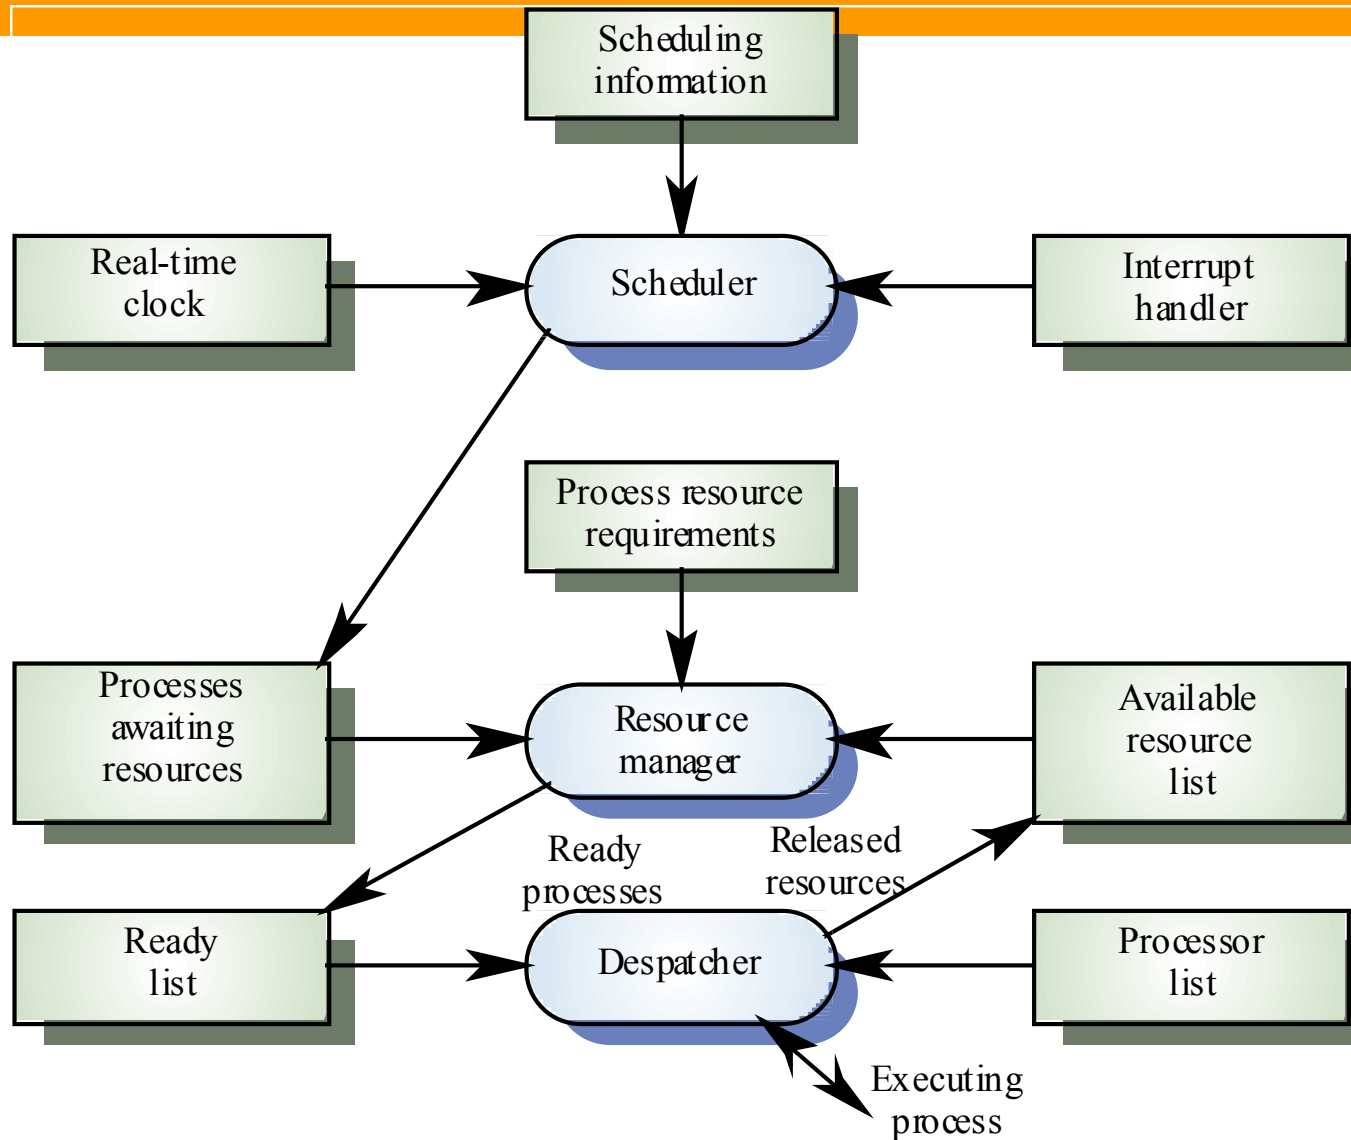 Scheduling
information
Real-time
clock
Scheduler
Interrupt
handler
Process resource
requirements
Processes
awaiting
resources
Resource
manager
Available
resource
list
Ready
processes
Released
resources
Ready
list
Despatcher
Processor
list
Executing
process